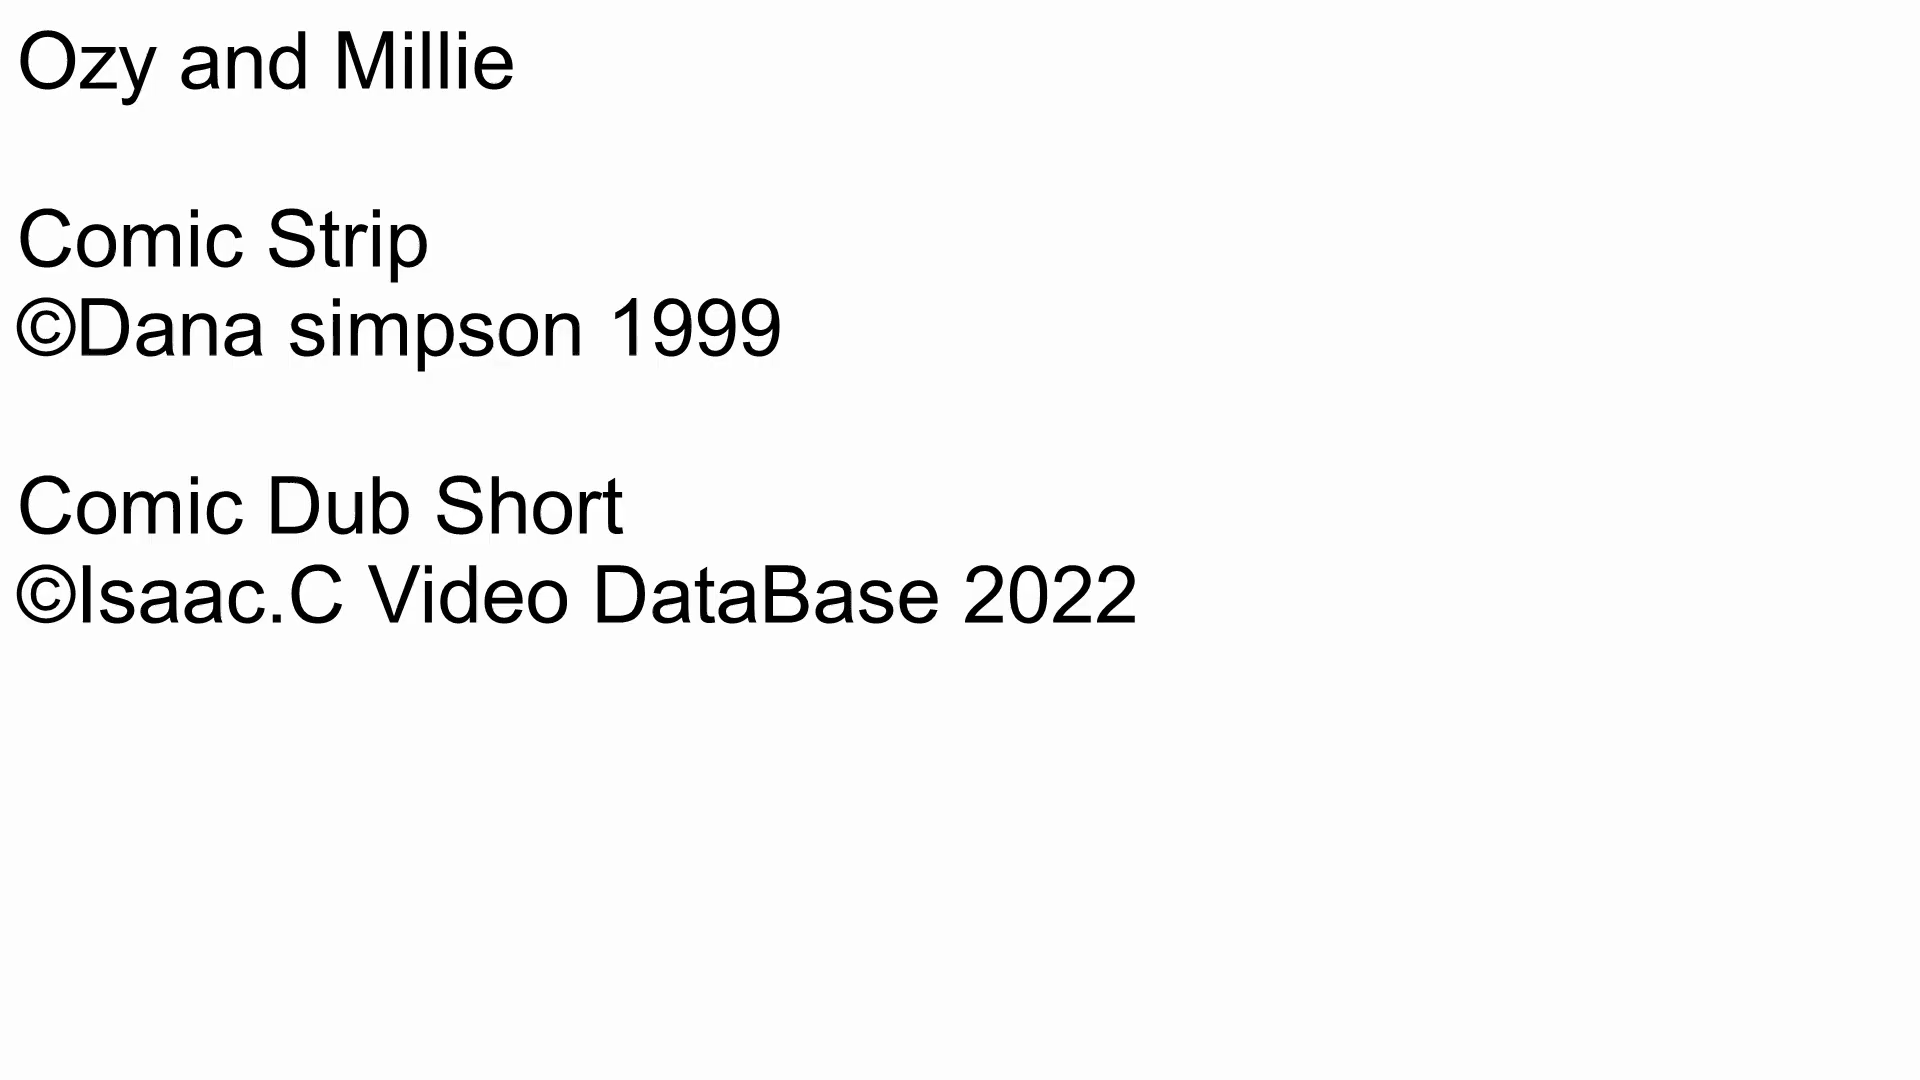 Ozy and Millie
Comic Strip
©Dana simpson 1999
Comic Dub Short
©Isaac.C Video DataBase 2022